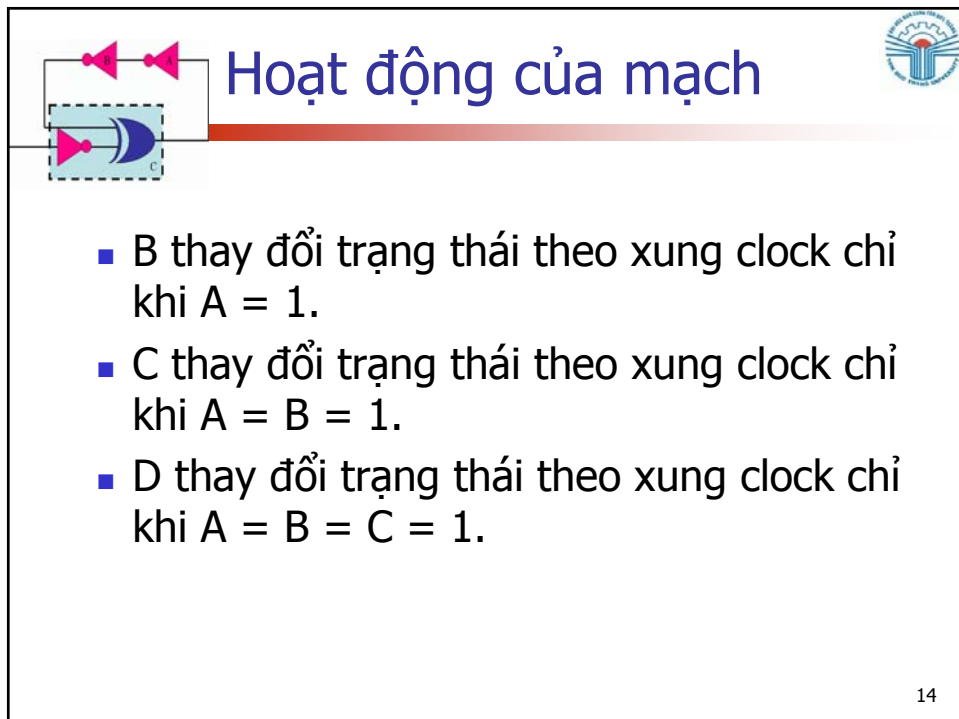 Hoạt động của mạch
B
A
C
B thay đổi trạng thái theo xung clock chỉ
khi A = 1.
C thay đổi trạng thái theo xung clock chỉ
khi A = B = 1.
D thay đổi trạng thái theo xung clock chỉ
khi A = B = C = 1.
14